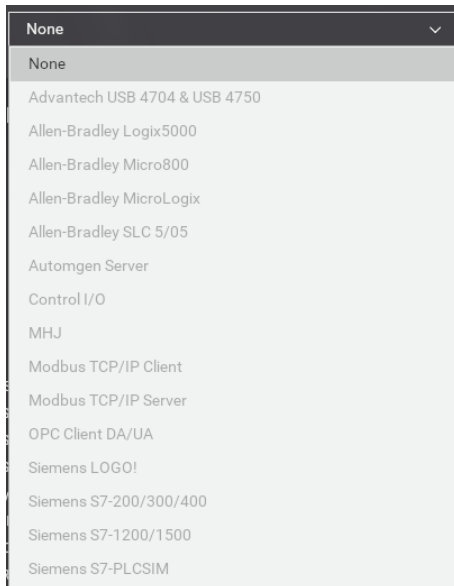 None
None
Advantech USB 4704 & USB 4750
Allen-Bradley Logix5000
Allen-Bradley Micro800
Allen-Bradley MicroLogix
Allen-Bradley SLC 5/05
Automgen Server
Control I/O
MHJ
Modbus TCP/IP Client
Modbus TCP/IP Server
OPC Client DA/UA
Siemens LOGO!
Siemens S7-200/300/400
Siemens S7-1200/1500
Siemens S7-PLCSIM